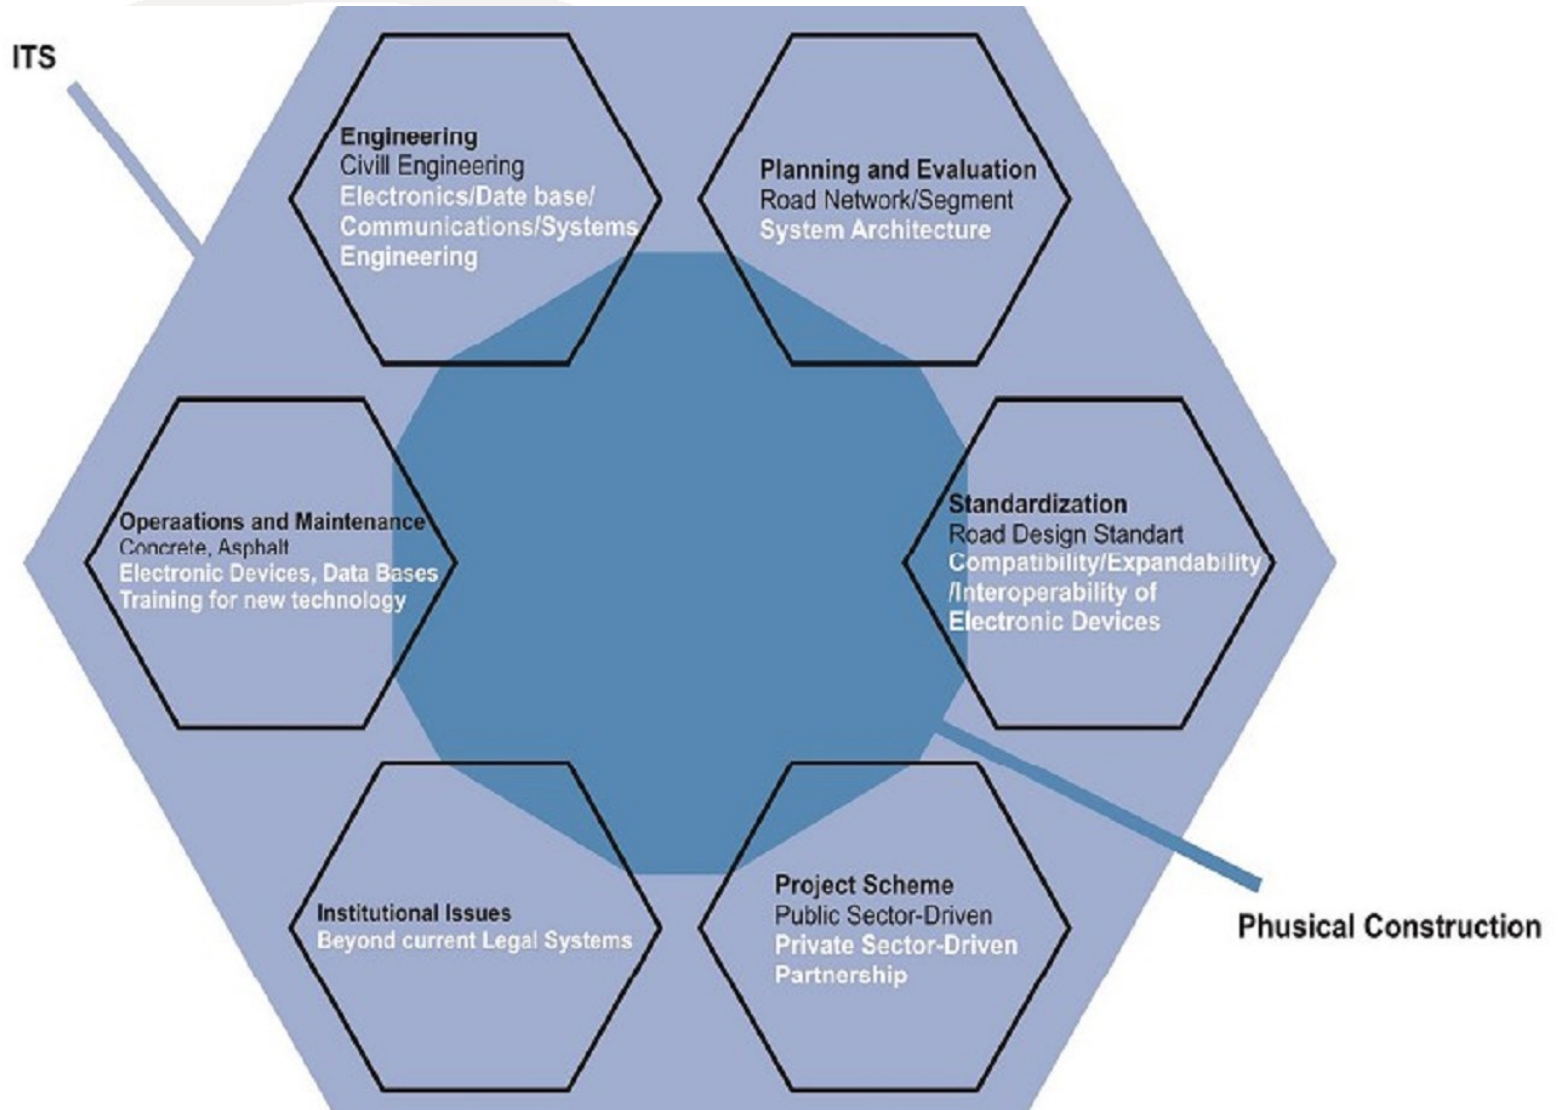 ITS
Engineering
Civill Engineering
Electronics/Date base/
Communications/Systems
Engineering
Planning and Evaluation
Road Network/Segment
System Architecture
Operaations and Maintenance
Concrete, Asphalt
Electronic Devices, Data Bases
Training for new technology
Standardization
Road Design Standart
Compatibility/Expandability
/Interoperability of
Electronic Devices
Institutional Issues
Beyond current Legal Systems
Project Scheme
Public Sector-Driven
Private Sector-Driven
Partnership
Phusical Construction